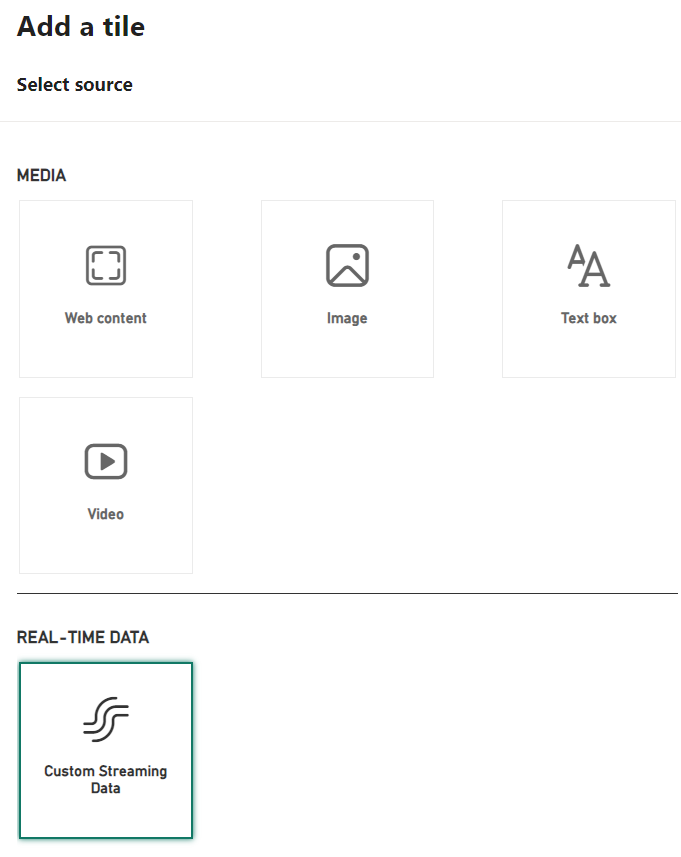 Add a tile
Select source
MEDIA
Web content
Image
Text box
Video
REAL-TIME DATA
Custom Streaming
Data